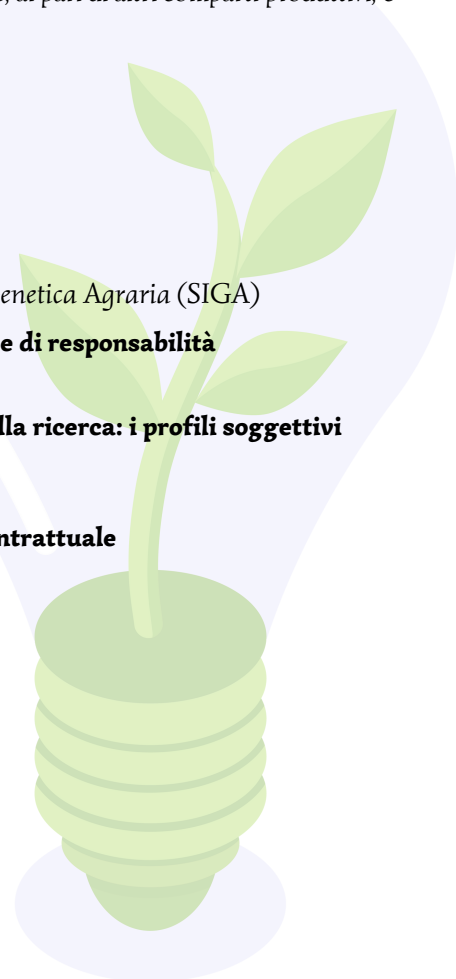 di pari di altri comparti produttivi, e
enetica Agraria (SIGA)
e di responsabilità
lla ricerca: i profili soggettivi
ntrattuale